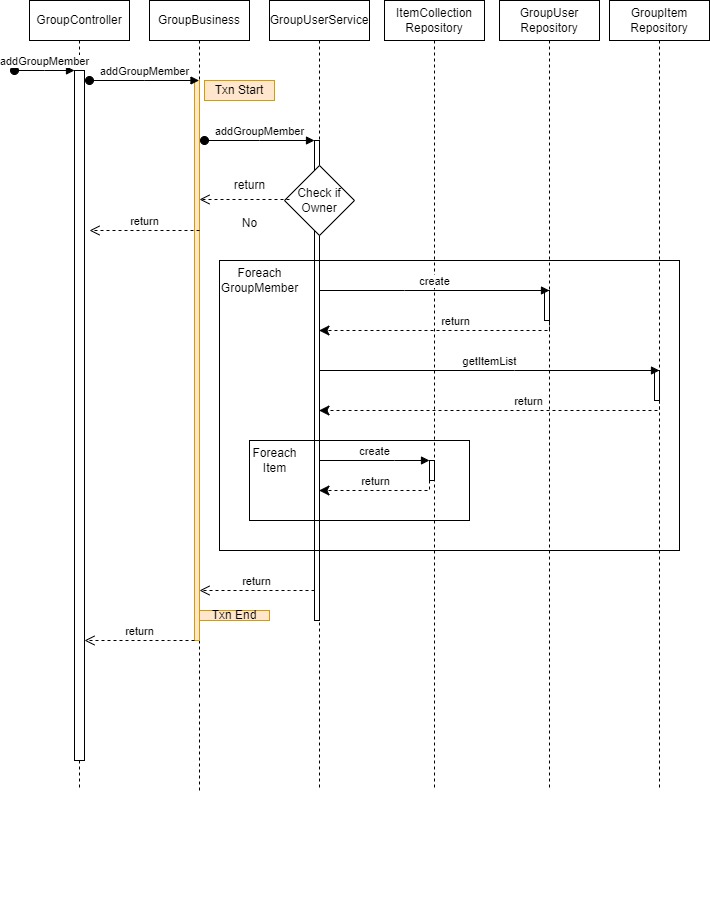 GroupController
GroupBusiness
GroupUserService
ItemCollection
Repository
GroupUser
Repository
GroupItem
Repository
addGroupMember
addGroupMember
Txn Start
addGroupMember
return
Check if
Owner
return
No
Foreach
GroupMember
create
return
getItemList
return
Foreach
Item
create
return
return
Txn End
return